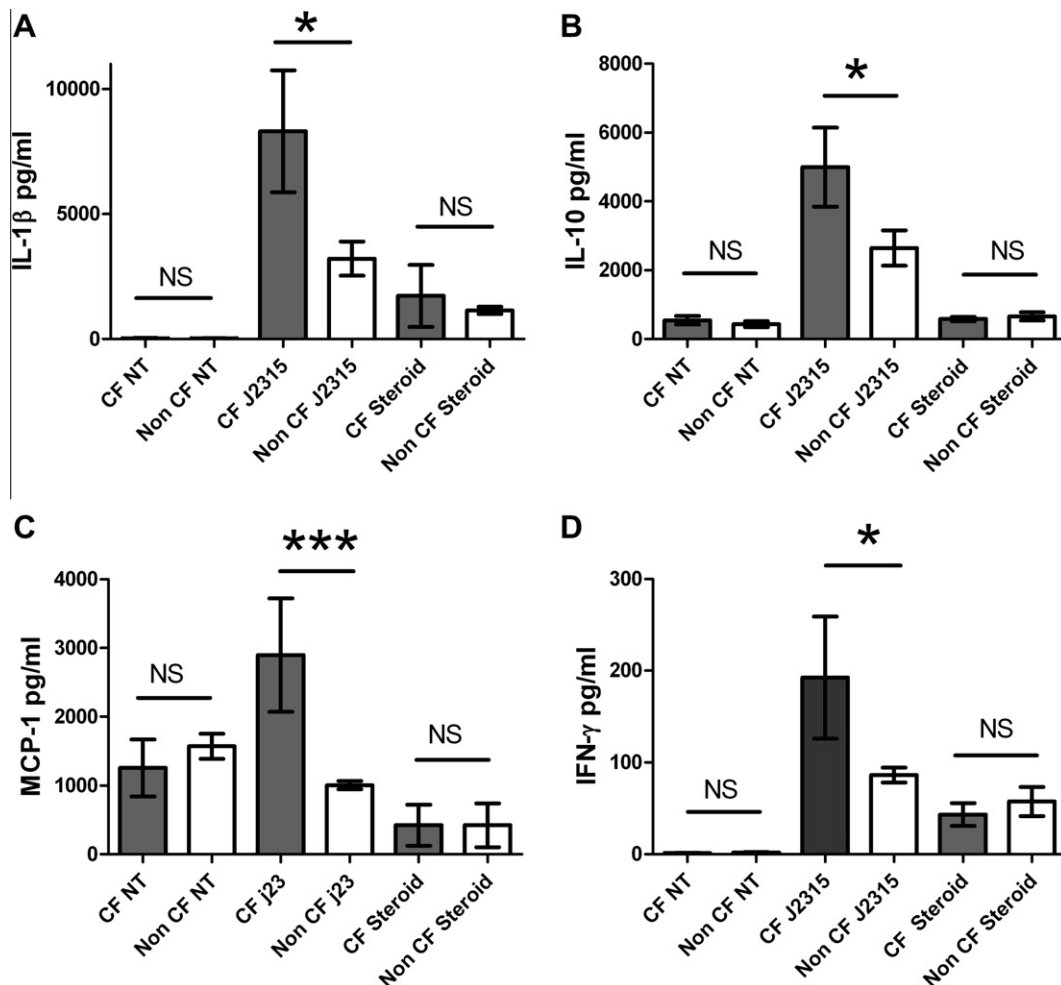 A
*
IL-1β pg/ml
10000
5000
0
NS
NS
CF NT
Non CF NT
CF J2315
Non CF J2315
CF Steroid
Non CF Steroid
B
*
IL-10 pg/ml
8000
6000
4000
2000
0
NS
NS
CF NT
Non CF NT
CF J2315
Non CF J2315
CF Steroid
Non CF Steroid
C
***
MCP-1 pg/ml
4000
3000
2000
1000
0
NS
NS
CF NT
Non CF NT
CF j23
Non CF j23
CF Steroid
Non CF Steroid
D
*
IFN-γ pg/ml
300
200
100
0
NS
NS
CF NT
Non CF NT
CF J2315
Non CF J2315
CF Steroid
Non CF Steroid